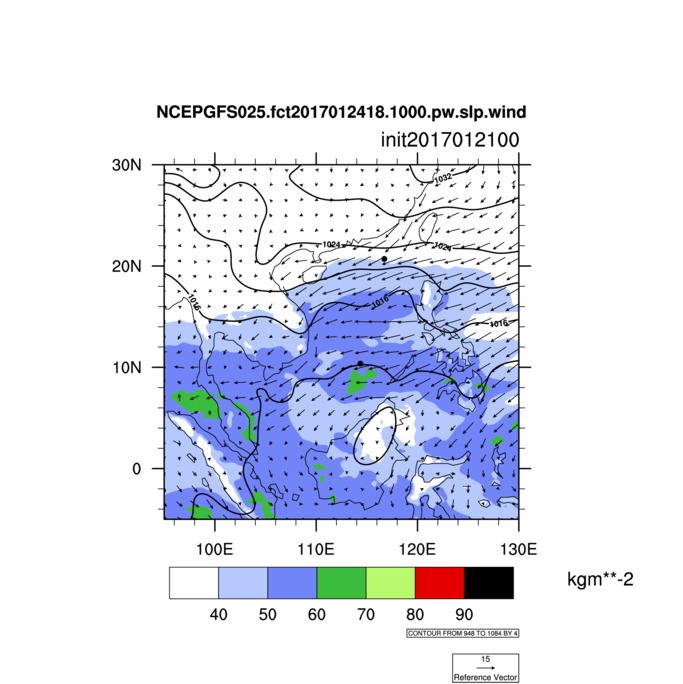 NCEPGFS025.fct2017012418.1000.pw.slp.wind
init2017012100
30N
1032
1024
1024
20N
1016
1016
1016
10N
0
100E
110E
120E
130E
kgm**-2
40
50
60
70
80
90
CONTOUR FROM 948 TO 1084 BY 4
15
Reference Vector